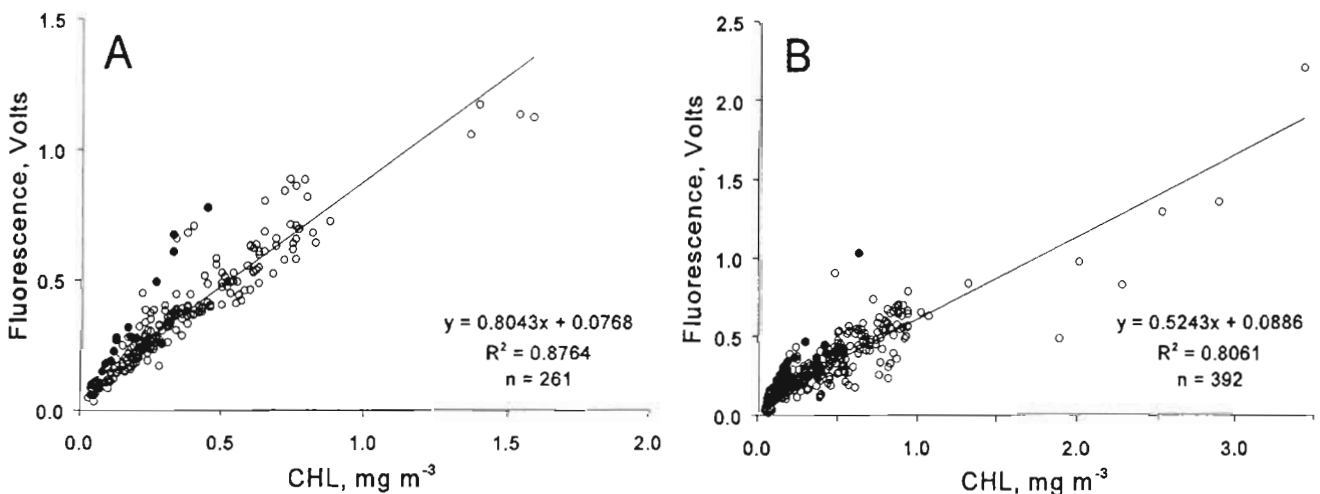 A
Fluorescence, Volts
1.5
1.0
0.5
0.0
y = 0.8043x + 0.0768
R² = 0.8764
n = 261
0.0 0.5 1.0 1.5 2.0
CHL, mg m⁻³
B
Fluorescence, Volts
2.5
2.0
1.5
1.0
0.5
0.0
y = 0.5243x + 0.0886
R² = 0.8061
n = 392
0.0 1.0 2.0 3.0
CHL, mg m⁻³